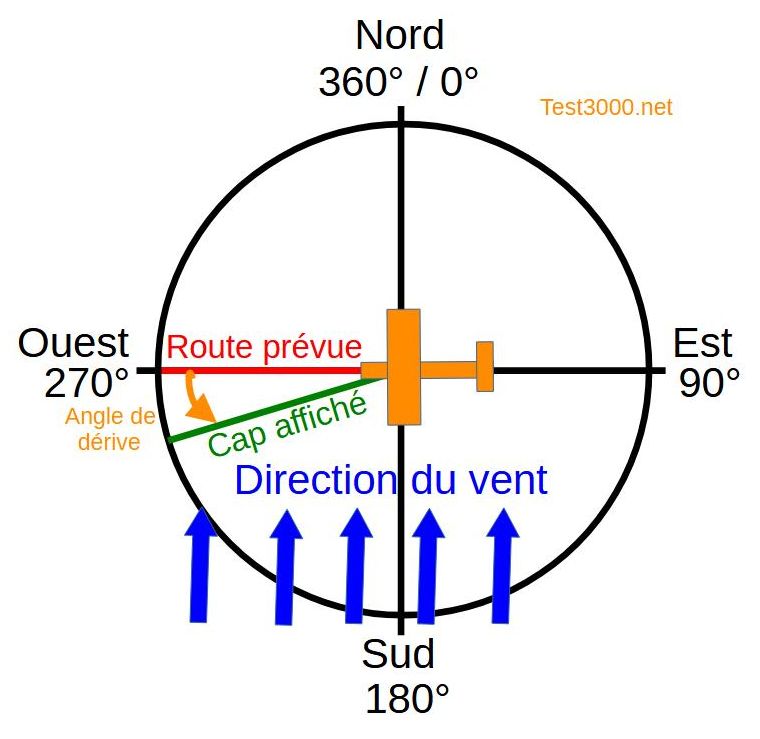 Nord
360° / 0°
Test3000.net
Ouest
270°
Route prévue
Est
90°
Angle de
dérive
Cap affiché
Direction du vent
Sud
180°